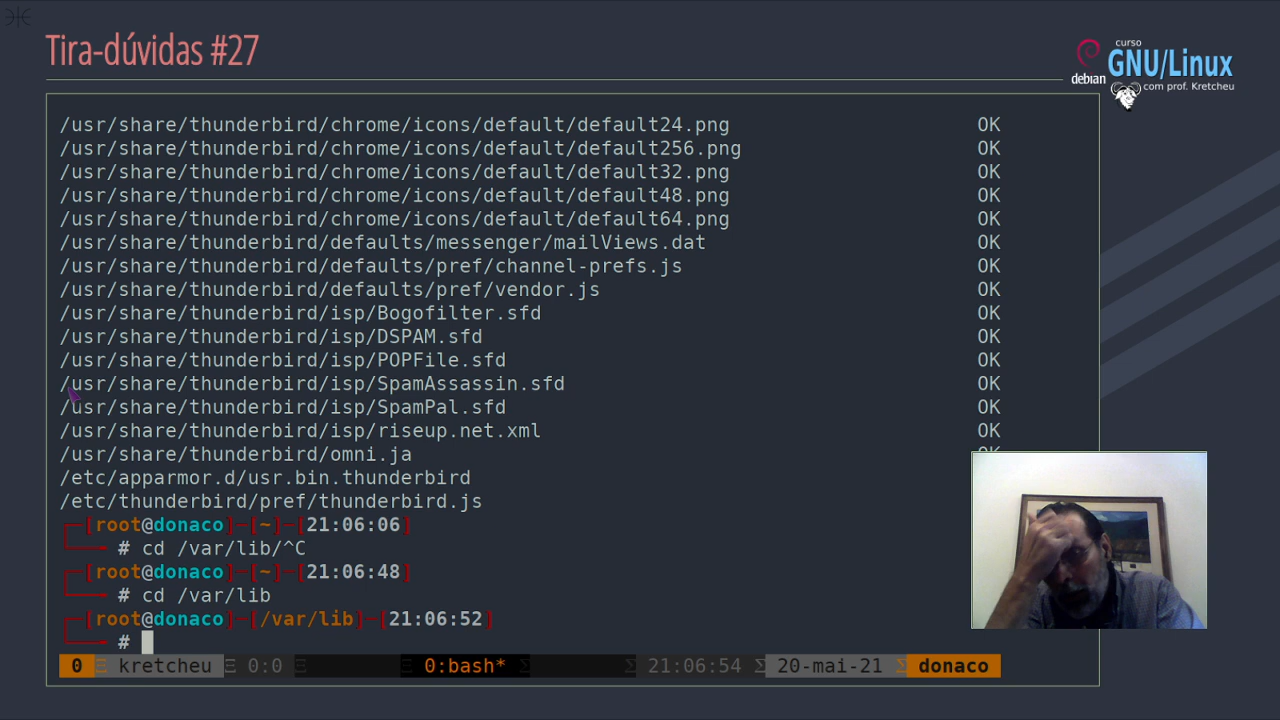 Tira-dúvidas #27
curso
GNU/Linux
debian
com prof. Kretcheu
/usr/share/thunderbird/chrome/icons/default/default24.png OK
/usr/share/thunderbird/chrome/icons/default/default256.png OK
/usr/share/thunderbird/chrome/icons/default/default32.png OK
/usr/share/thunderbird/chrome/icons/default/default48.png OK
/usr/share/thunderbird/chrome/icons/default/default64.png OK
/usr/share/thunderbird/defaults/messenger/mailViews.dat OK
/usr/share/thunderbird/defaults/pref/channel-prefs.js OK
/usr/share/thunderbird/defaults/pref/vendor.js OK
/usr/share/thunderbird/isp/Bogofilter.sfd OK
/usr/share/thunderbird/isp/DSPAM.sfd OK
/usr/share/thunderbird/isp/POPFile.sfd OK
/usr/share/thunderbird/isp/SpamAssassin.sfd OK
/usr/share/thunderbird/isp/SpamPal.sfd OK
/usr/share/thunderbird/isp/riseup.net.xml OK
/usr/share/thunderbird/omni.ja OK
/etc/apparmor.d/usr.bin.thunderbird
/etc/thunderbird/pref/thunderbird.js
┌─[root@donaco]─[~]─[21:06:06]
└── # cd /var/lib/^C
┌─[root@donaco]─[~]─[21:06:48]
└── # cd /var/lib
┌─[root@donaco]─[/var/lib]─[21:06:52]
└── #
0 Ξ kretcheu Ξ 0:0 Ξ 0:bash* Σ 21:06:54 Σ 20-mai-21 Σ donaco